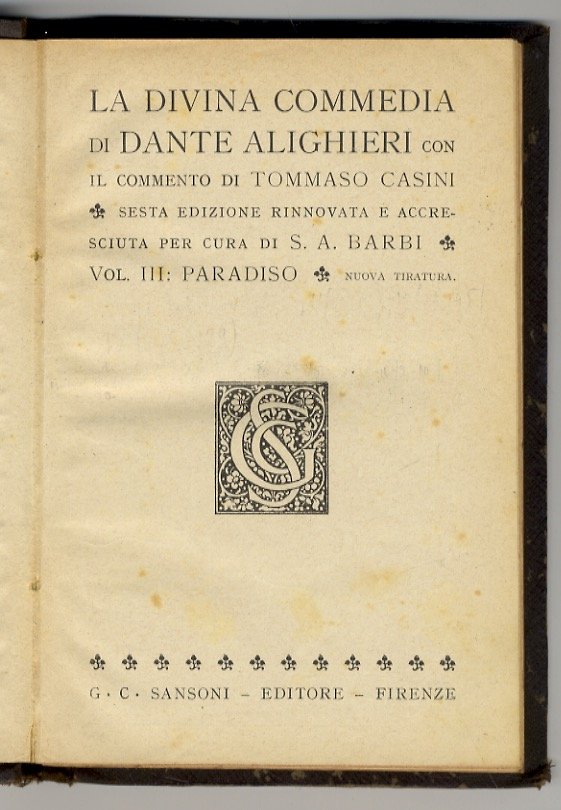 LA DIVINA COMMEDIA
DI DANTE ALIGHIERI CON
IL COMMENTO DI TOMMASO CASINI
SESTA EDIZIONE RINNOVATA E ACCRE-
SCIUTA PER CURA DI S. A. BARBI
VOL. III: PARADISO NUOVA TIRATURA.
G · C · SANSONI – EDITORE – FIRENZE